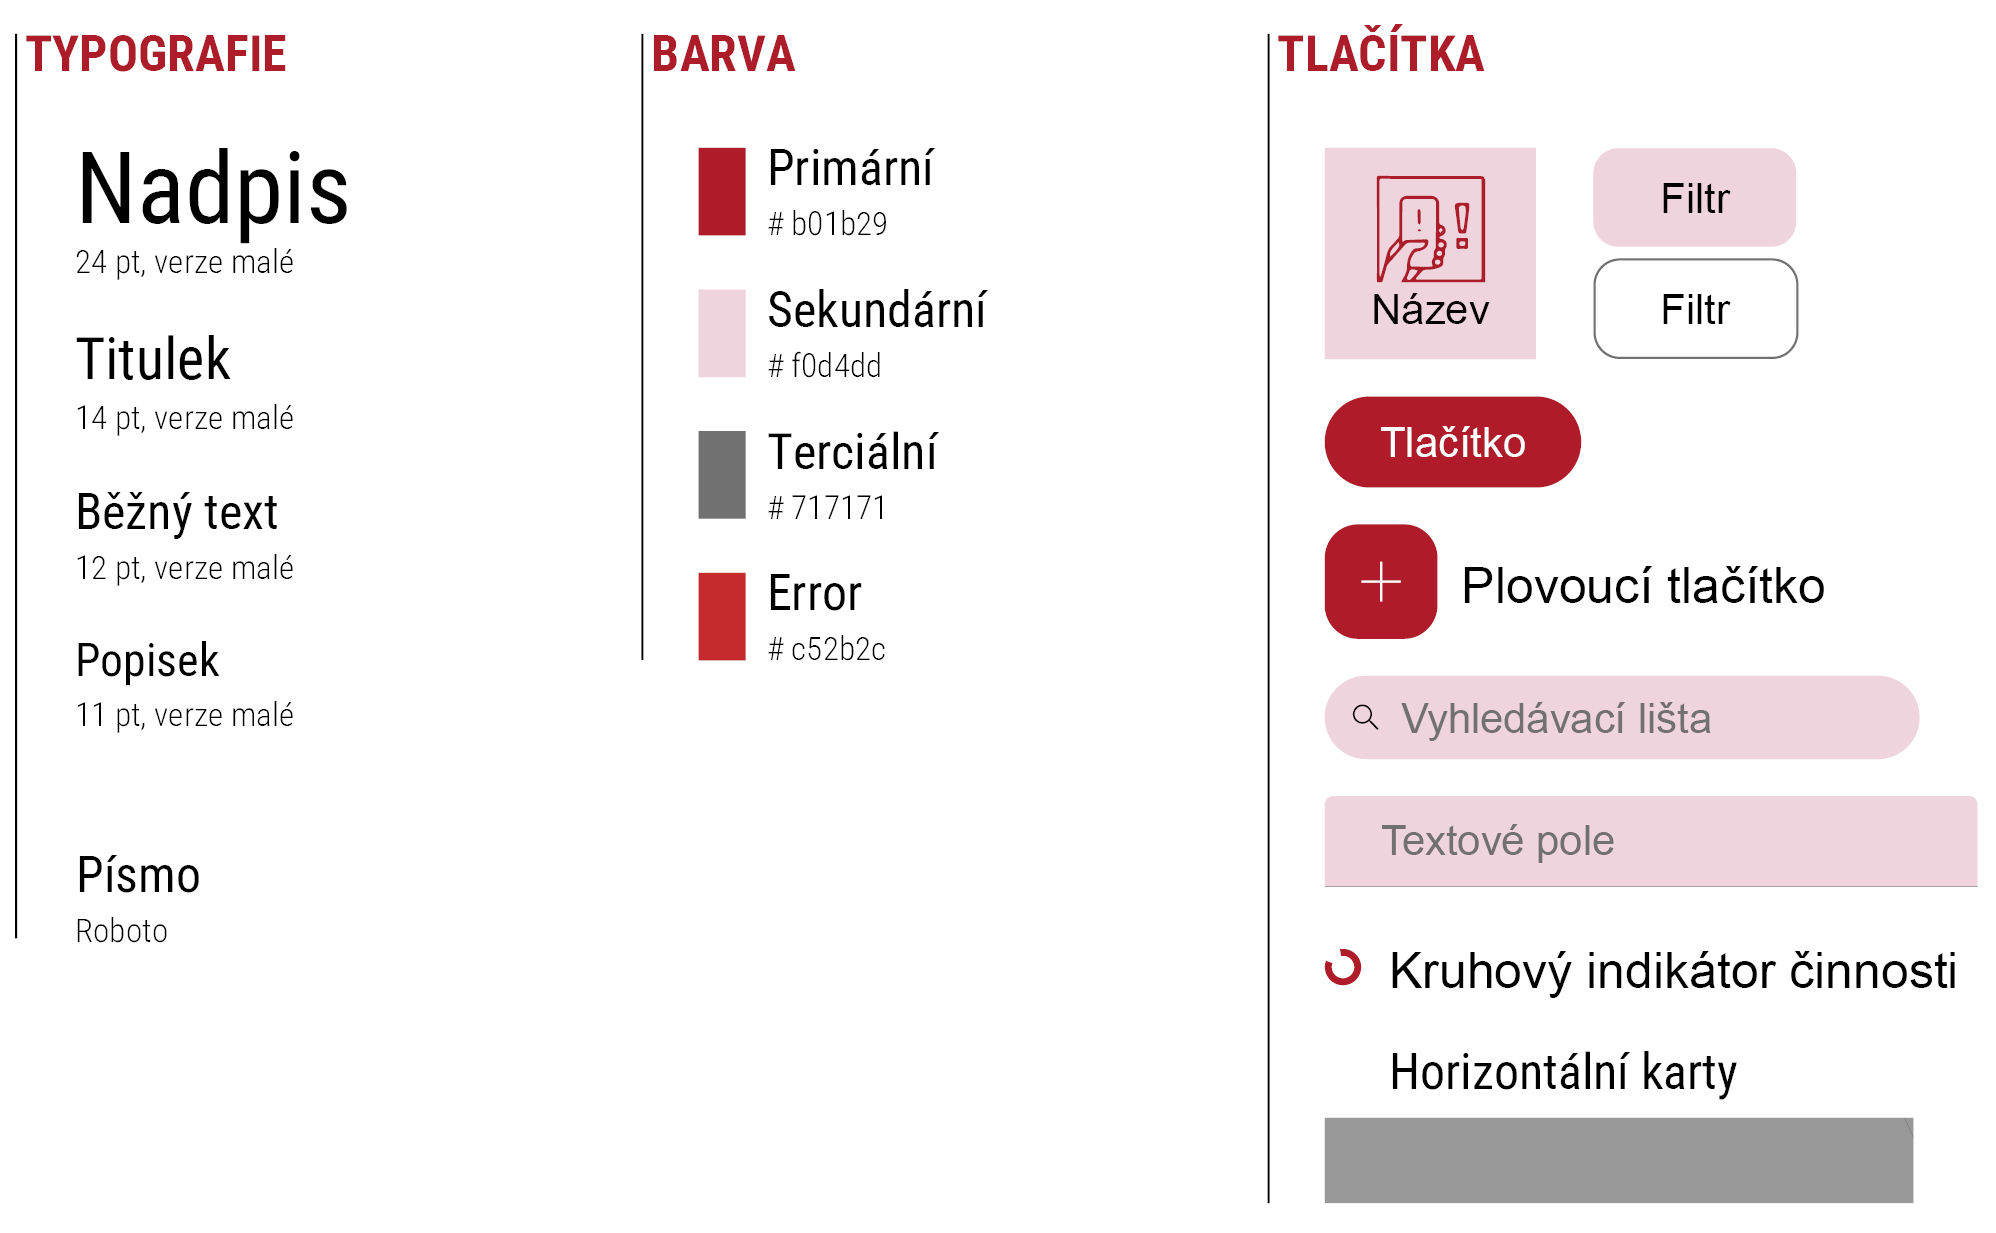 TYPOGRAFIE
Nadpis
24 pt, verze malé
Titulek
14 pt, verze malé
Běžný text
12 pt, verze malé
Popisek
11 pt, verze malé
Písmo
Roboto
BARVA
Primární
# b01b29
Sekundární
# f0d4dd
Terciální
# 717171
Error
# c52b2c
TLAČÍTKA
Název
Filtr
Filtr
Tlačítko
Plovoucí tlačítko
Vyhledávací lišta
Textové pole
Kruhový indikátor činnosti
Horizontální karty